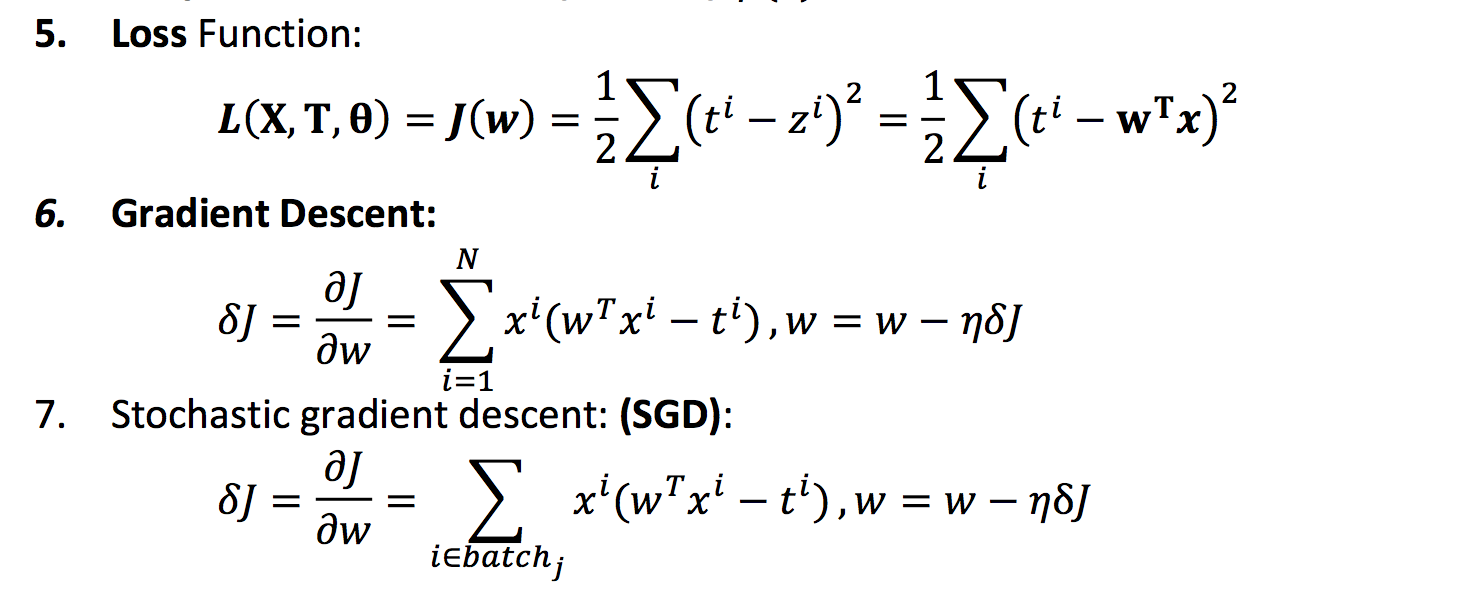 5. Loss Function:
L(X, T, θ) = J(w) = 1/2 ∑_i (t^i − z^i)^2 = 1/2 ∑_i (t^i − w^T x)^2
6. Gradient Descent:
δJ = ∂J/∂w = ∑_{i=1}^{N} x^i(w^T x^i − t^i), w = w − ηδJ
7. Stochastic gradient descent: (SGD):
δJ = ∂J/∂w = ∑_{i∈batch_j} x^i(w^T x^i − t^i), w = w − ηδJ